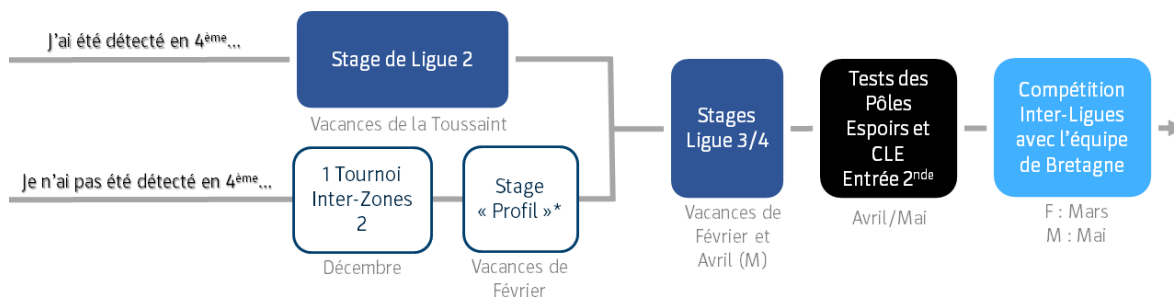 J'ai été détecté en 4ème...
Stage de Ligue 2
Vacances de la Toussaint
Je n'ai pas été détecté en 4ème...
1 Tournoi
Inter-Zones
2
Décembre
Stage
« Profil »*
Vacances de
Février
Stages
Ligue 3/4
Vacances de
Février et
Avril (M)
Tests des
Pôles
Espoirs et
CLE
Entrée 2nde
Avril/Mai
Compétition
Inter-Ligues
avec l'équipe
de Bretagne
F : Mars
M : Mai